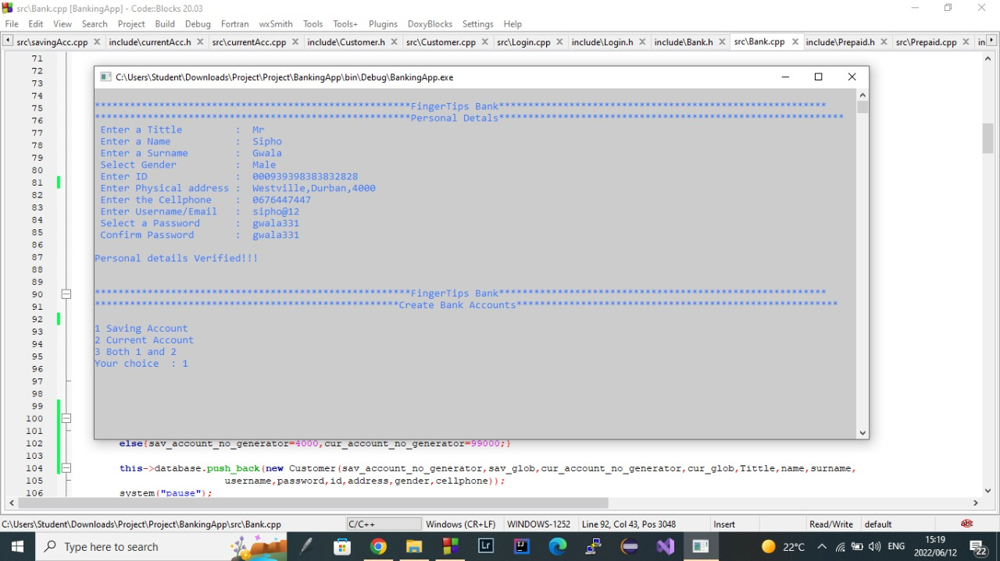 src\Bank.cpp [BankingApp] - Code::Blocks 20.03
File Edit View Search Project Build Debug Fortran wxSmith Tools Tools+ Plugins DoxyBlocks Settings Help
src\savingAcc.cpp include\currentAcc.h src\currentAcc.cpp include\Customer.h src\Customer.cpp src\Login.cpp include\Login.h include\Bank.h src\Bank.cpp include\Prepaid.h src\Prepaid.cpp in
71
72
73
74
75
76
77
78
79
80
81
82
83
84
85
86
87
88
89
90
91
92
93
94
95
96
97
98
99
100
101
102
103
104
105
106
C:\Users\Student\Downloads\Project\Project\BankingApp\bin\Debug\BankingApp.exe
******************************************************FingerTips Bank********************************************************
******************************************************Personal Detals***********************************************************
Enter a Tittle : Mr
Enter a Name : Sipho
Enter a Surname : Gwala
Select Gender : Male
Enter ID : 000939398383832828
Enter Physical address : Westville,Durban,4000
Enter the Cellphone : 0676447447
Enter Username/Email : sipho@12
Select a Password : gwala331
Confirm Password : gwala331
Personal details Verified!!!
******************************************************FingerTips Bank********************************************************
****************************************************Create Bank Accounts*******************************************************
1 Saving Account
2 Current Account
3 Both 1 and 2
Your choice : 1
else{sav_account_no_generator=4000,cur_account_no_generator=99000;}
this->database.push_back(new Customer(sav_account_no_generator,sav_glob,cur_account_no_generator,cur_glob,Tittle,name,surname,
username,password,id,address,gender,cellphone));
system("pause");
C:\Users\Student\Downloads\Project\Project\BankingApp\src\Bank.cpp C/C++ Windows (CR+LF) WINDOWS-1252 Line 92, Col 43, Pos 3048 Insert Read/Write default abc
Type here to search Lr 22°C ENG 15:19
2022/06/12 22